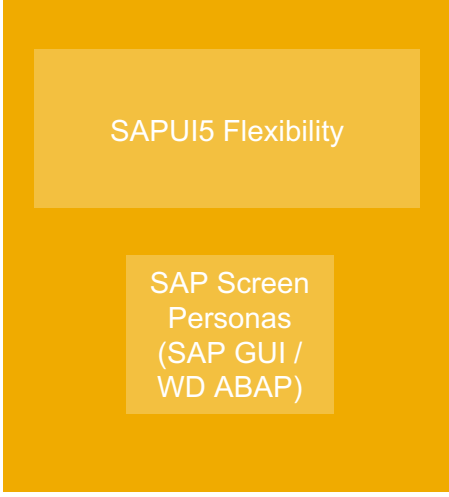 SAPUI5 Flexibility
SAP Screen
Personas
(SAP GUI /
WD ABAP)